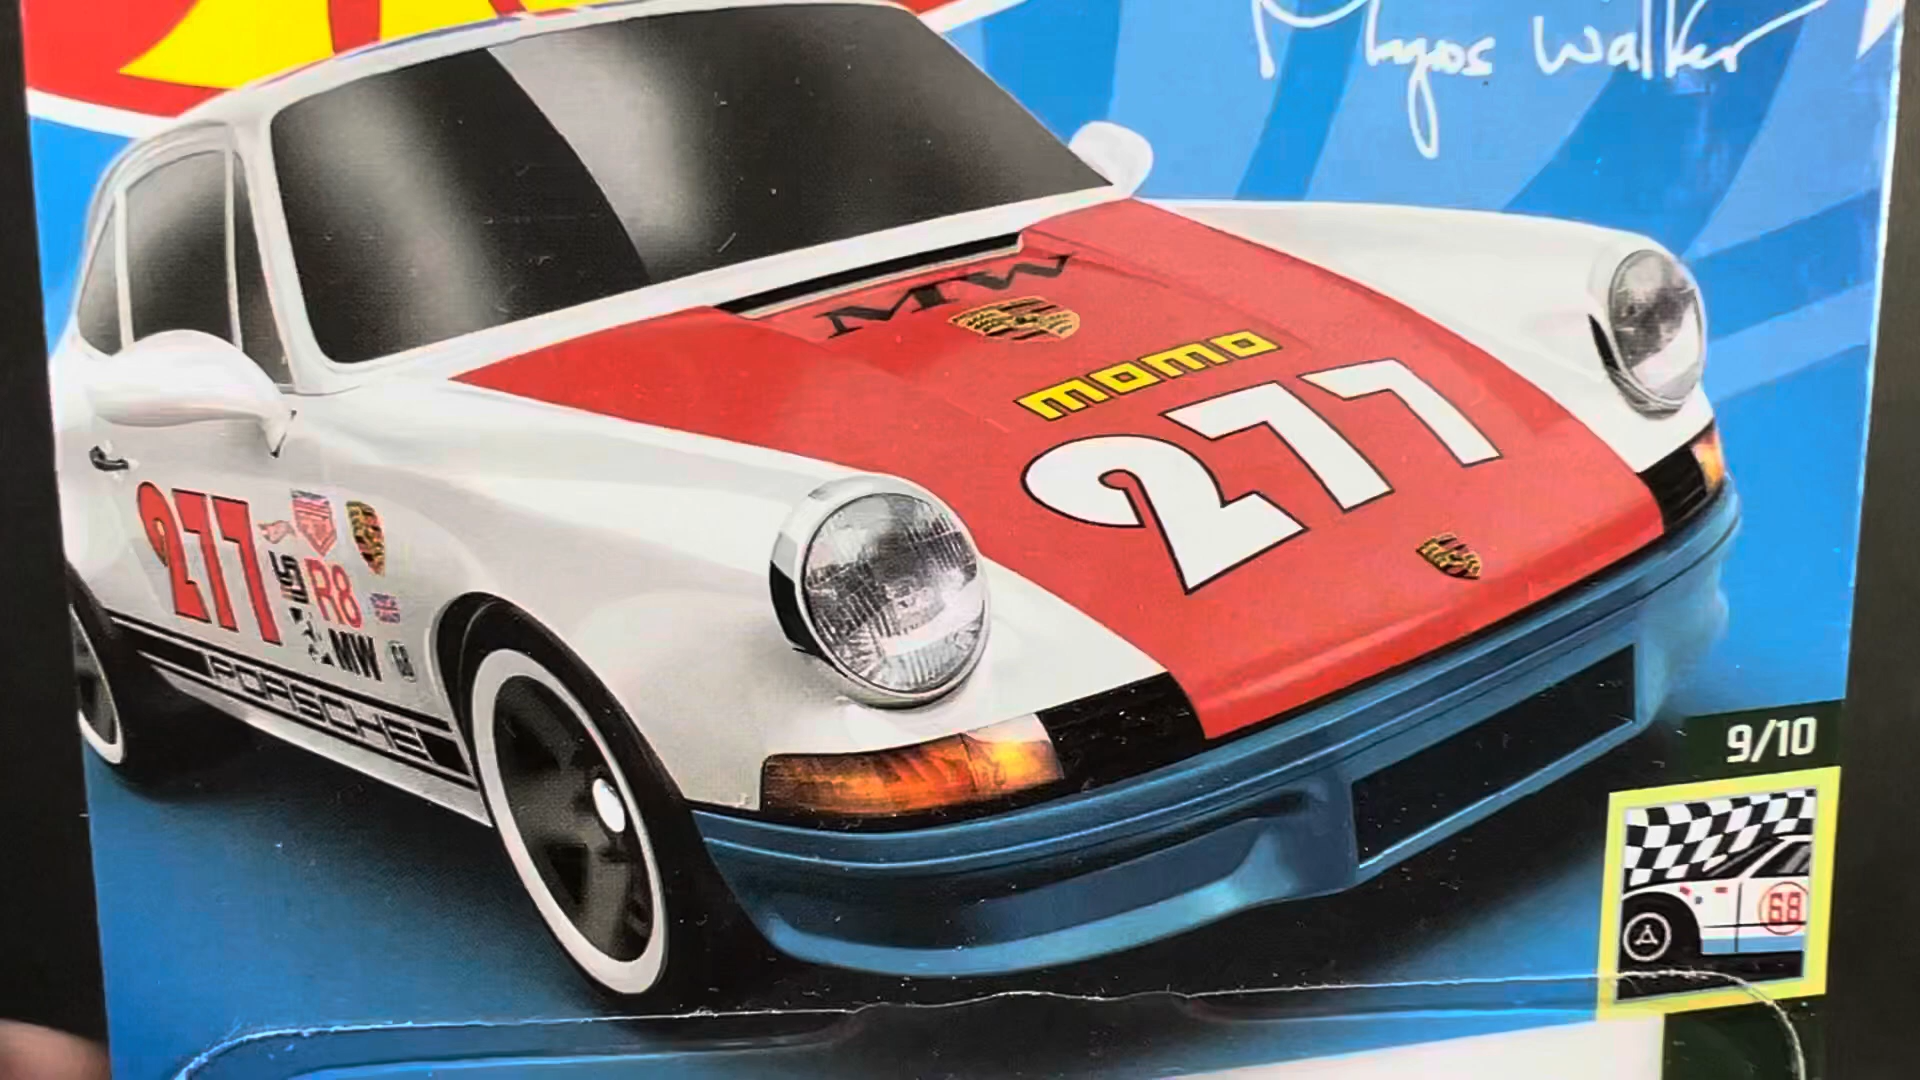 Magnus Walker
MW
momo
277
277
R8
MW
PORSCHE
9/10
68